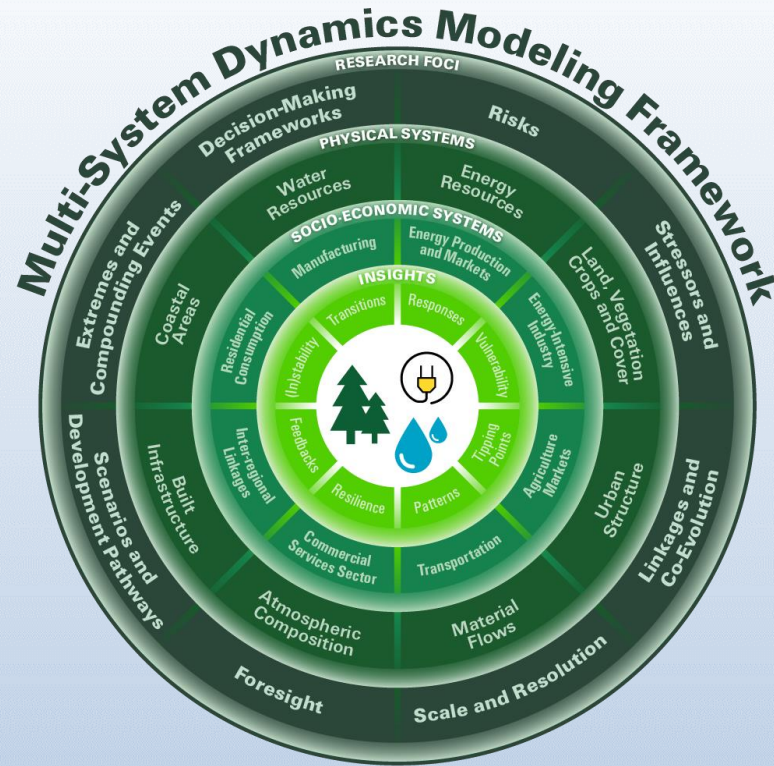 Multi-System Dynamics Modeling Framework
RESEARCH FOCI
Decision-Making
Frameworks
Risks
Stressors and
Influences
Linkages and
Co-Evolution
Scale and Resolution
Foresight
Scenarios and
Development Pathways
Extremes and
Compounding Events
PHYSICAL SYSTEMS
Water
Resources
Energy
Resources
Land, Vegetation
Crops and Cover
Urban
Structure
Material
Flows
Atmospheric
Composition
Built
Infrastructure
Coastal
Areas
SOCIO-ECONOMIC SYSTEMS
Manufacturing
Energy Production
and Markets
Energy-Intensive
Industry
Agriculture
Markets
Transportation
Commercial
Services Sector
Inter-regional
Linkages
Residential
Consumption
INSIGHTS
Transitions
Responses
Vulnerability
Tipping
Points
Patterns
Resilience
Feedbacks
(In)stability